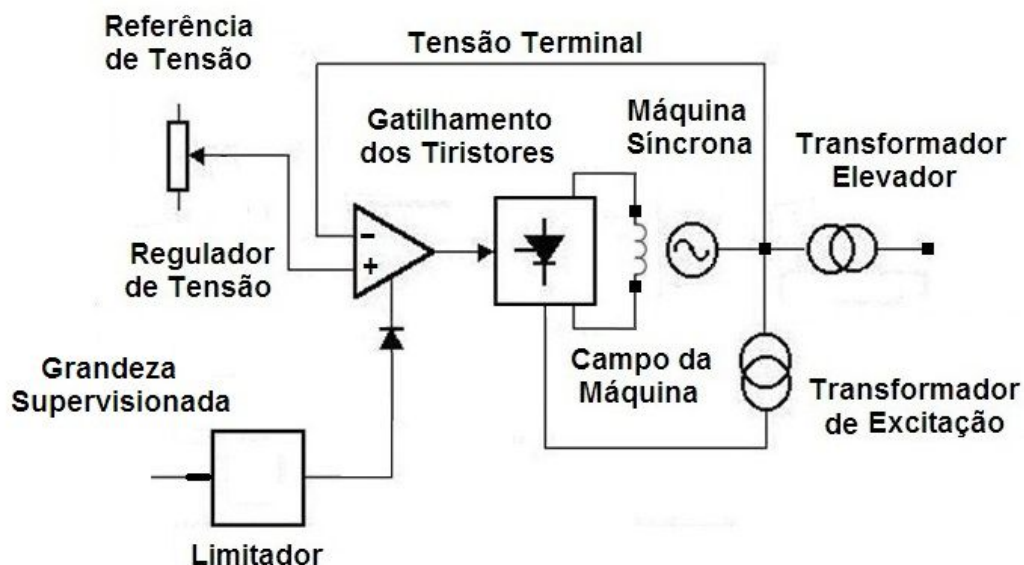 Referência
de Tensão
Tensão Terminal
Gatilhamento
dos Tiristores
Máquina
Síncrona
Transformador
Elevador
-
+
Regulador
de Tensão
Campo da
Máquina
Transformador
de Excitação
Grandeza
Supervisionada
Limitador